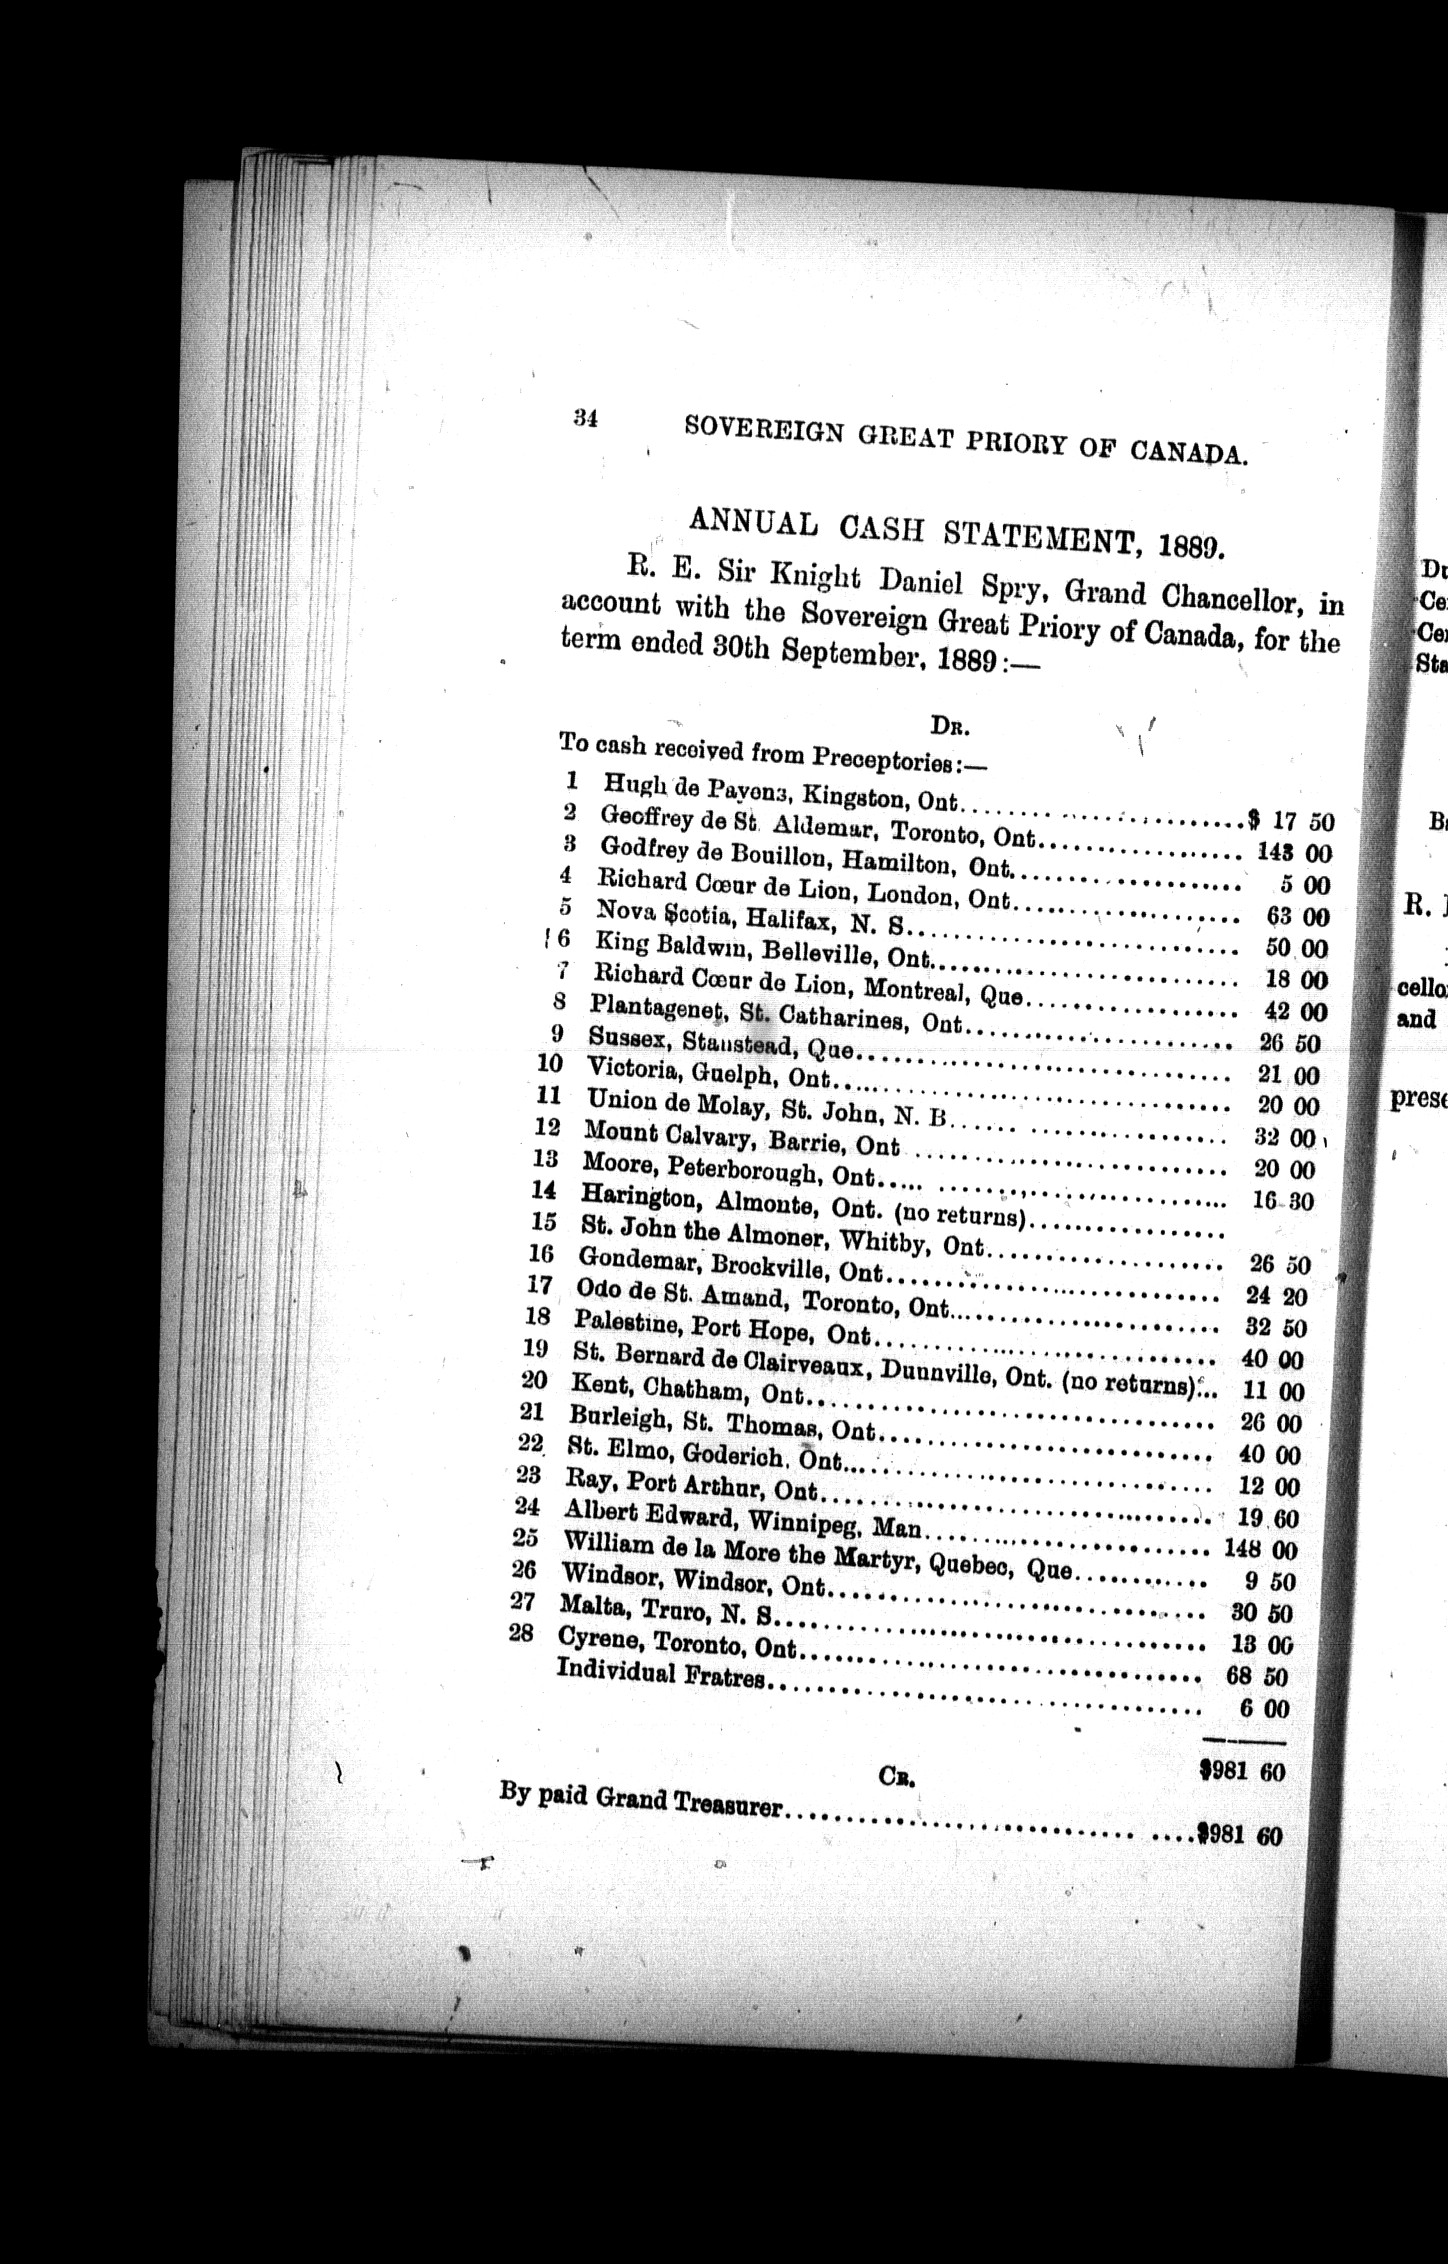 34 SOVEREIGN GREAT PRIORY OF CANADA.
ANNUAL CASH STATEMENT, 1889.
R. E. Sir Knight Daniel Spry, Grand Chancellor, in
account with the Sovereign Great Priory of Canada, for the
term ended 30th September, 1889:—
DR.
To cash received from Preceptories:—
1 Hugh de Payens, Kingston, Ont........................$ 17 50
2 Geoffrey de St. Aldemar, Toronto, Ont.................. 143 00
3 Godfrey de Bouillon, Hamilton, Ont.................... 5 00
4 Richard Cœur de Lion, London, Ont.................... 63 00
5 Nova Scotia, Halifax, N. S............................ 50 00
6 King Baldwin, Belleville, Ont......................... 18 00
7 Richard Cœur de Lion, Montreal, Que.................. 42 00
8 Plantagenet, St. Catharines, Ont...................... 26 50
9 Sussex, Stanstead, Que............................... 21 00
10 Victoria, Guelph, Ont................................ 20 00
11 Union de Molay, St. John, N. B...... .................. 32 00
12 Mount Calvary, Barrie, Ont .......................... 20 00
13 Moore, Peterborough, Ont..... ........................ 16 30
14 Harington, Almonte, Ont. (no returns).................
15 St. John the Almoner, Whitby, Ont.................... 26 50
16 Gondemar, Brockville, Ont............................ 24 20
17 Odo de St. Amand, Toronto, Ont....................... 32 50
18 Palestine, Port Hope, Ont............................ 40 00
19 St. Bernard de Clairveaux, Dunnville, Ont. (no returns)... 11 00
20 Kent, Chatham, Ont.................................. 26 00
21 Burleigh, St. Thomas, Ont............................ 40 00
22 St. Elmo, Goderich, Ont.............................. 12 00
23 Ray, Port Arthur, Ont................................ 19 60
24 Albert Edward, Winnipeg, Man........................ 148 00
25 William de la More the Martyr, Quebec, Que............ 9 50
26 Windsor, Windsor, Ont............................... 30 50
27 Malta, Truro, N. S................................... 13 00
28 Cyrene, Toronto, Ont................................. 68 50
Individual Fratres.................................... 6 00
$981 60
CR.
By paid Grand Treasurer.............................. ....$981 60
Ce
Sta
R.
cello
and
prese